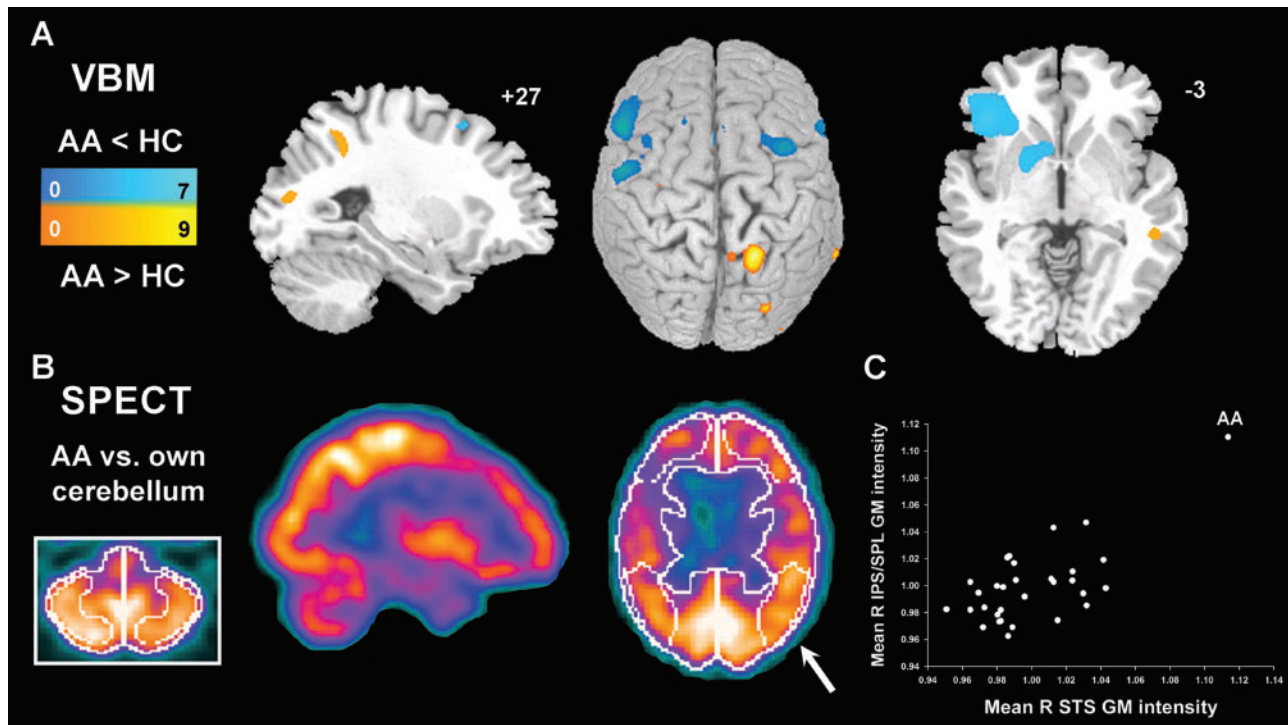 A
VBM
AA < HC
0 7
0 9
AA > HC
+27
-3
B
SPECT
AA vs. own
cerebellum
C
AA
Mean R IPS/SPL GM intensity
1.12
1.10
1.08
1.06
1.04
1.02
1.00
0.98
0.96
0.94
0.94 0.96 0.98 1.00 1.02 1.04 1.06 1.08 1.10 1.12 1.14
Mean R STS GM intensity